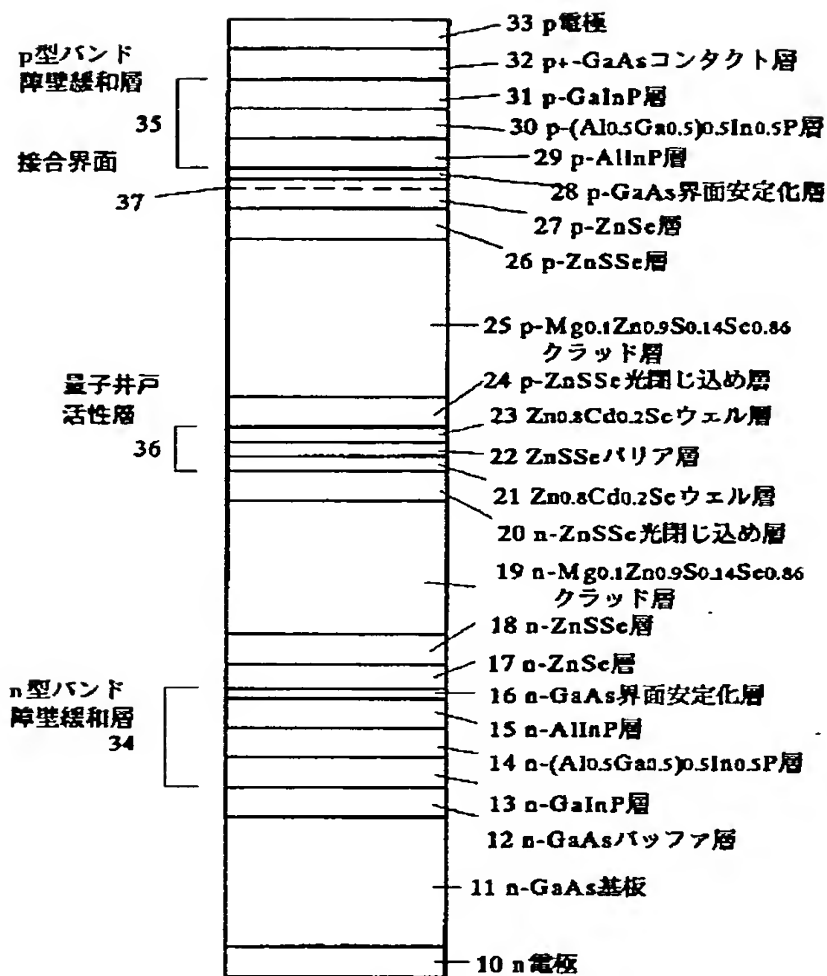 33 p電極
32 p+-GaAsコンタクト層
p型バンド
障壁緩和層
35
31 p-GaInP層
30 p-(Al0.5Ga0.5)0.5In0.5P層
29 p-AlInP層
接合界面
37
28 p-GaAs界面安定化層
27 p-ZnSe層
26 p-ZnSSe層
25 p-Mg0.1Zn0.9S0.14Se0.86
クラッド層
24 p-ZnSSe光閉じ込め層
量子井戸
活性層
36
23 Zn0.8Cd0.2Seウェル層
22 ZnSSeバリア層
21 Zn0.8Cd0.2Seウェル層
20 n-ZnSSe光閉じ込め層
19 n-Mg0.1Zn0.9S0.14Se0.86
クラッド層
18 n-ZnSSe層
17 n-ZnSe層
n型バンド
障壁緩和層
34
16 n-GaAs界面安定化層
15 n-AlInP層
14 n-(Al0.5Ga0.5)0.5In0.5P層
13 n-GaInP層
12 n-GaAsバッファ層
11 n-GaAs基板
10 n電極